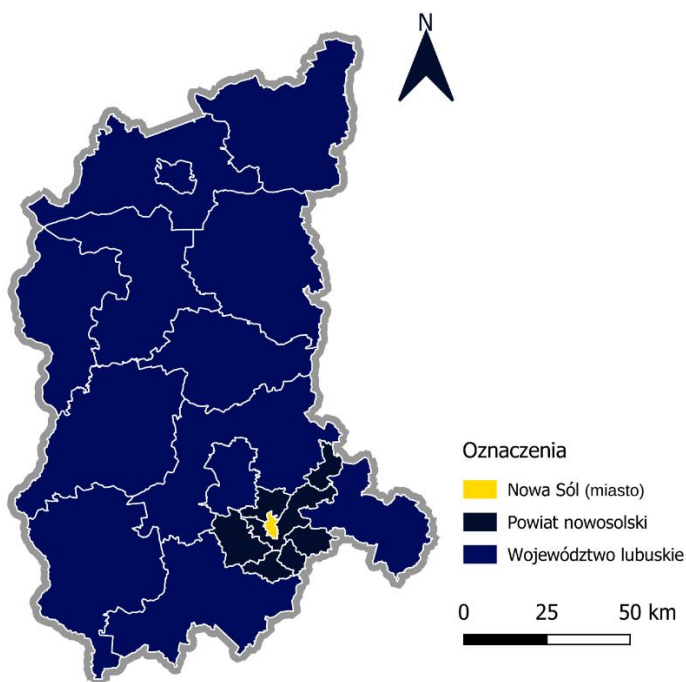 N
Oznaczenia
Nowa Sól (miasto)
Powiat nowosolski
Województwo lubuskie
0 25 50 km